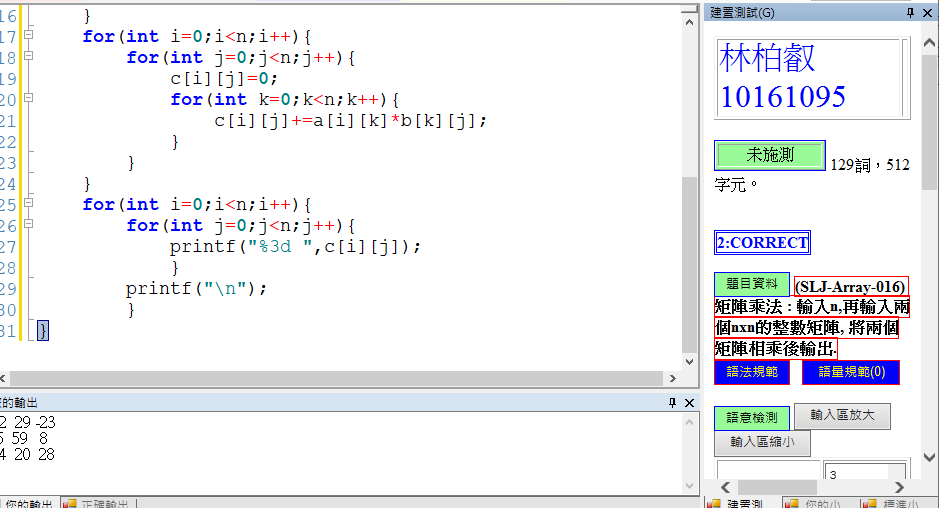 16 }
17 for(int i=0;i<n;i++){
18 for(int j=0;j<n;j++){
19 c[i][j]=0;
20 for(int k=0;k<n;k++){
21 c[i][j]+=a[i][k]*b[k][j];
22 }
23 }
24 }
25 for(int i=0;i<n;i++){
26 for(int j=0;j<n;j++){
27 printf("%3d ",c[i][j]);
28 }
29 printf("\n");
30 }
31 }
您的輸出
2 29 -23
5 59 8
4 20 28
您的輸出 正確輸出
建置測試(G)
林柏叡
10161095
未施測 129詞，512
字元。
2:CORRECT
題目資料 (SLJ-Array-016)
矩陣乘法 : 輸入n,再輸入兩
個nxn的整數矩陣, 將兩個
矩陣相乘後輸出.
語法規範 語量規範(0)
語意檢測 輸入區放大
輸入區縮小
3
建置測 您的小 標準小